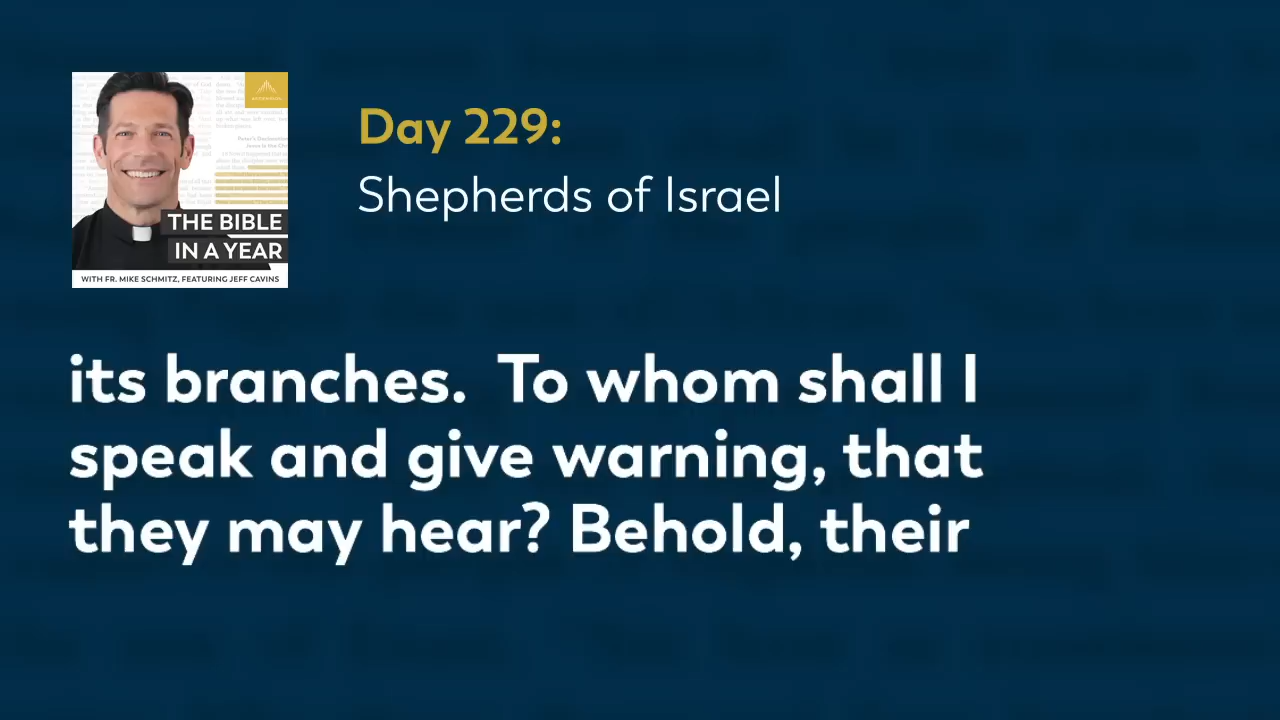 Day 229:
Shepherds of Israel
THE BIBLE
IN A YEAR
WITH FR. MIKE SCHMITZ, FEATURING JEFF CAVINS
its branches. To whom shall I
speak and give warning, that
they may hear? Behold, their